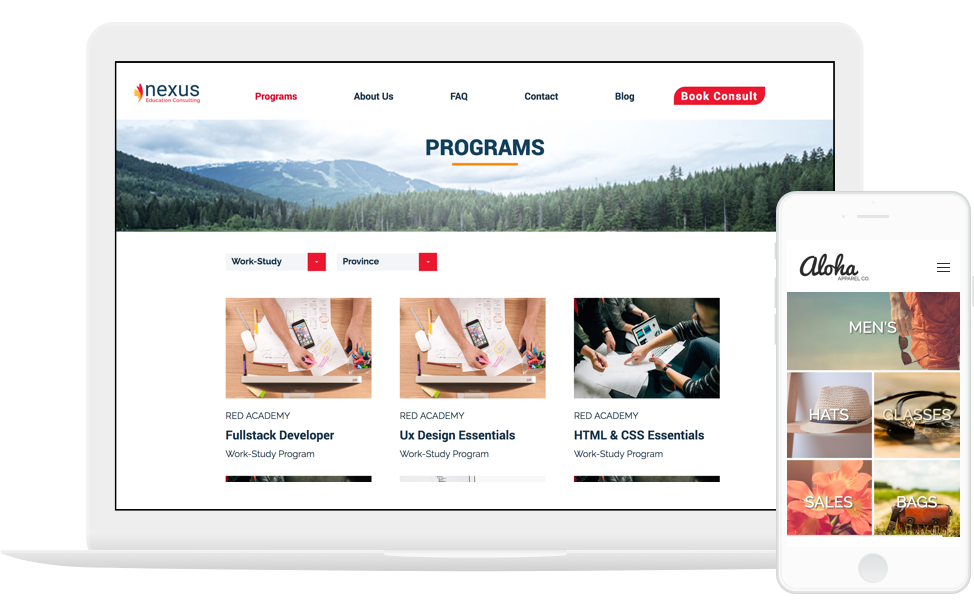 nexus
Education Consulting
Programs
About Us
FAQ
Contact
Blog
Book Consult
PROGRAMS
Work-Study
Province
RED ACADEMY
Fullstack Developer
Work-Study Program
RED ACADEMY
Ux Design Essentials
Work-Study Program
RED ACADEMY
HTML & CSS Essentials
Work-Study Program
Aloha
APPAREL CO.
MEN'S
HATS
GLASSES
SALES
BAGS